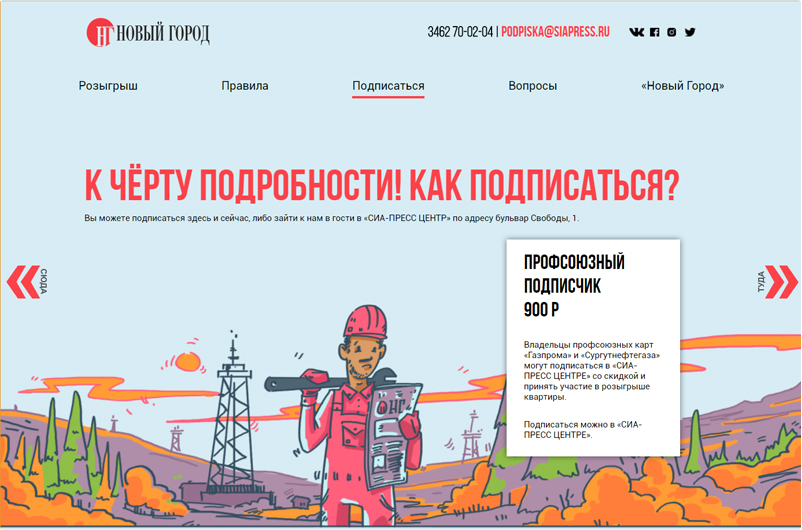 НГ НОВЫЙ ГОРОД
3462 70-02-04 | PODPISKA@SIAPRESS.RU
Розыгрыш Правила Подписаться Вопросы «Новый Город»
К ЧЁРТУ ПОДРОБНОСТИ! КАК ПОДПИСАТЬСЯ?
Вы можете подписаться здесь и сейчас, либо зайти к нам в гости в «СИА-ПРЕСС ЦЕНТР» по адресу бульвар Свободы, 1.
СЮДА
ТУДА
ПРОФСОЮЗНЫЙ
ПОДПИСЧИК
900 Р
Владельцы профсоюзных карт
«Газпрома» и «Сургутнефтегаза»
могут подписаться в «СИА-
ПРЕСС ЦЕНТРЕ» со скидкой и
принять участие в розыгрыше
квартиры.
Подписаться можно в «СИА-
ПРЕСС ЦЕНТРЕ».